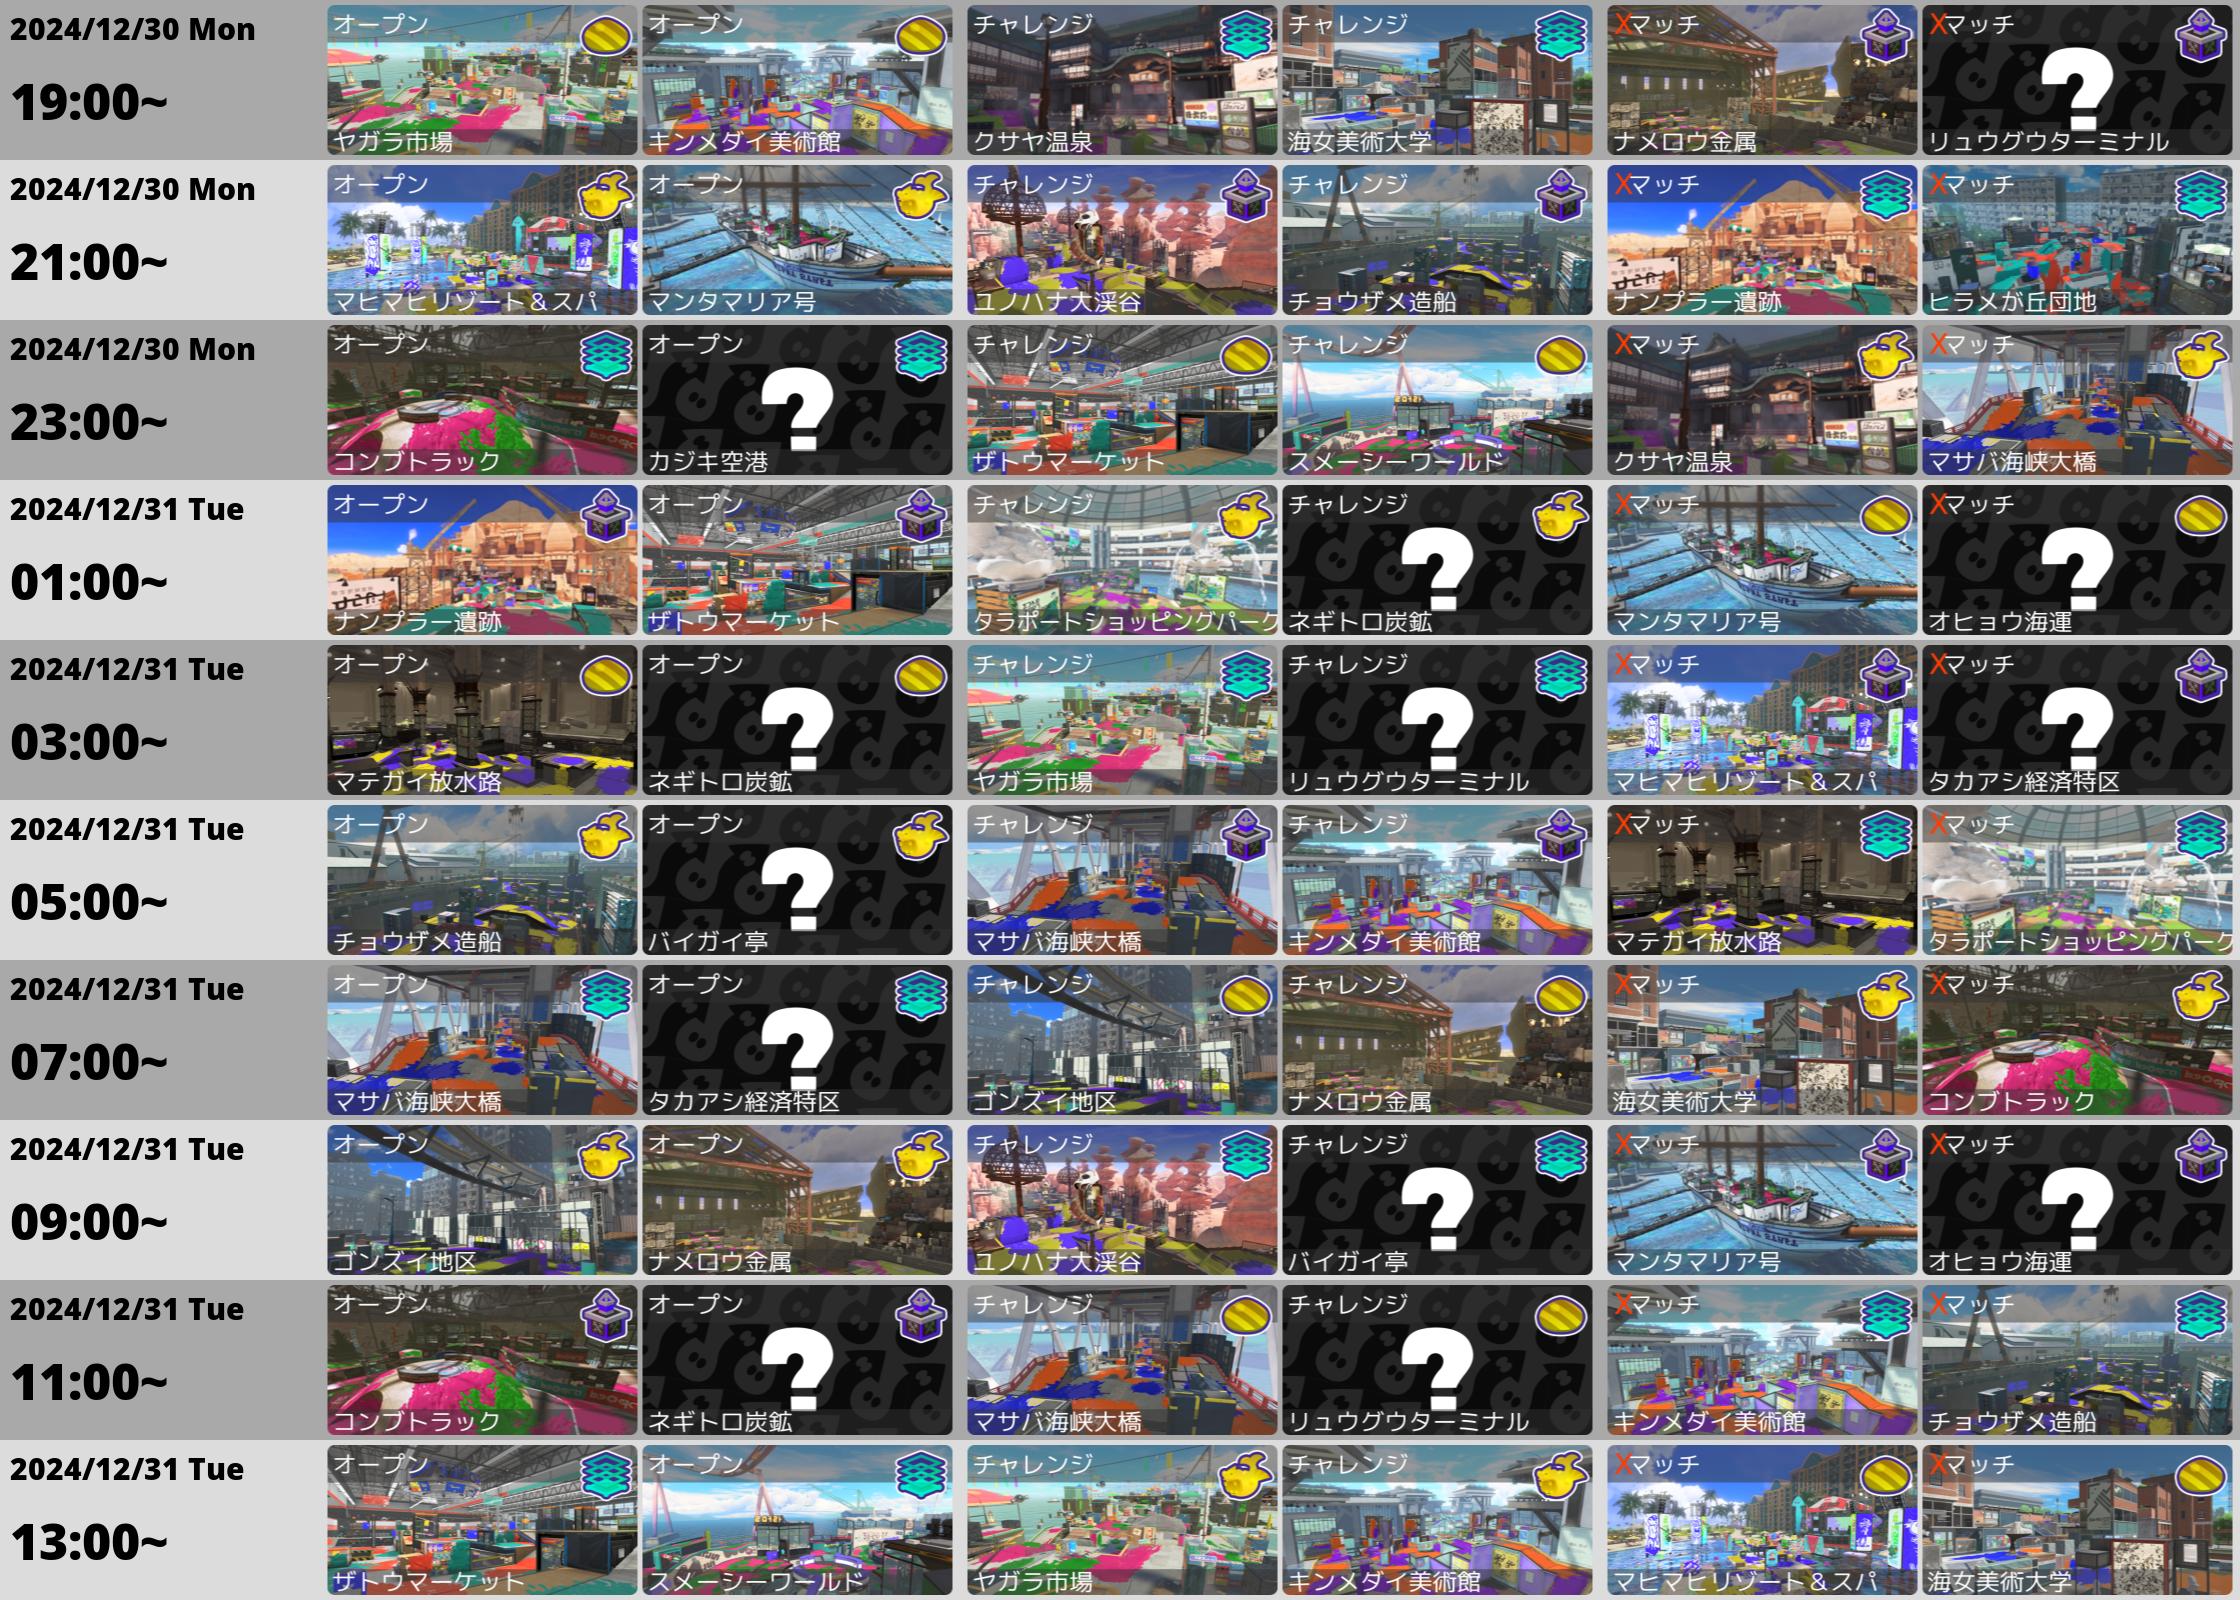 2024/12/30 Mon
19:00~
オープン
ヤガラ市場
オープン
キンメダイ美術館
チャレンジ
クサヤ温泉
チャレンジ
海女美術大学
Xマッチ
ナメロウ金属
Xマッチ
?
リュウグウターミナル
2024/12/30 Mon
21:00~
オープン
マヒマヒリゾート＆スパ
オープン
マンタマリア号
チャレンジ
ユノハナ大渓谷
チャレンジ
チョウザメ造船
Xマッチ
ナンプラー遺跡
Xマッチ
ヒラメが丘団地
2024/12/30 Mon
23:00~
オープン
コンブトラック
オープン
?
カジキ空港
チャレンジ
ザトウマーケット
チャレンジ
スメーシーワールド
Xマッチ
クサヤ温泉
Xマッチ
マサバ海峡大橋
2024/12/31 Tue
01:00~
オープン
ナンプラー遺跡
オープン
ザトウマーケット
チャレンジ
タラポートショッピングパーク
チャレンジ
?
ネギトロ炭鉱
Xマッチ
マンタマリア号
Xマッチ
?
オヒョウ海運
2024/12/31 Tue
03:00~
オープン
マテガイ放水路
オープン
?
ネギトロ炭鉱
チャレンジ
ヤガラ市場
チャレンジ
?
リュウグウターミナル
Xマッチ
マヒマヒリゾート＆スパ
Xマッチ
?
タカアシ経済特区
2024/12/31 Tue
05:00~
オープン
チョウザメ造船
オープン
?
バイガイ亭
チャレンジ
マサバ海峡大橋
チャレンジ
キンメダイ美術館
Xマッチ
マテガイ放水路
Xマッチ
タラポートショッピングパーク
2024/12/31 Tue
07:00~
オープン
マサバ海峡大橋
オープン
?
タカアシ経済特区
チャレンジ
ゴンズイ地区
チャレンジ
ナメロウ金属
Xマッチ
海女美術大学
Xマッチ
コンブトラック
2024/12/31 Tue
09:00~
オープン
ゴンズイ地区
オープン
ナメロウ金属
チャレンジ
ユノハナ大渓谷
チャレンジ
?
バイガイ亭
Xマッチ
マンタマリア号
Xマッチ
?
オヒョウ海運
2024/12/31 Tue
11:00~
オープン
コンブトラック
オープン
?
ネギトロ炭鉱
チャレンジ
マサバ海峡大橋
チャレンジ
?
リュウグウターミナル
Xマッチ
キンメダイ美術館
Xマッチ
チョウザメ造船
2024/12/31 Tue
13:00~
オープン
ザトウマーケット
オープン
スメーシーワールド
チャレンジ
ヤガラ市場
チャレンジ
キンメダイ美術館
Xマッチ
マヒマヒリゾート＆スパ
Xマッチ
海女美術大学